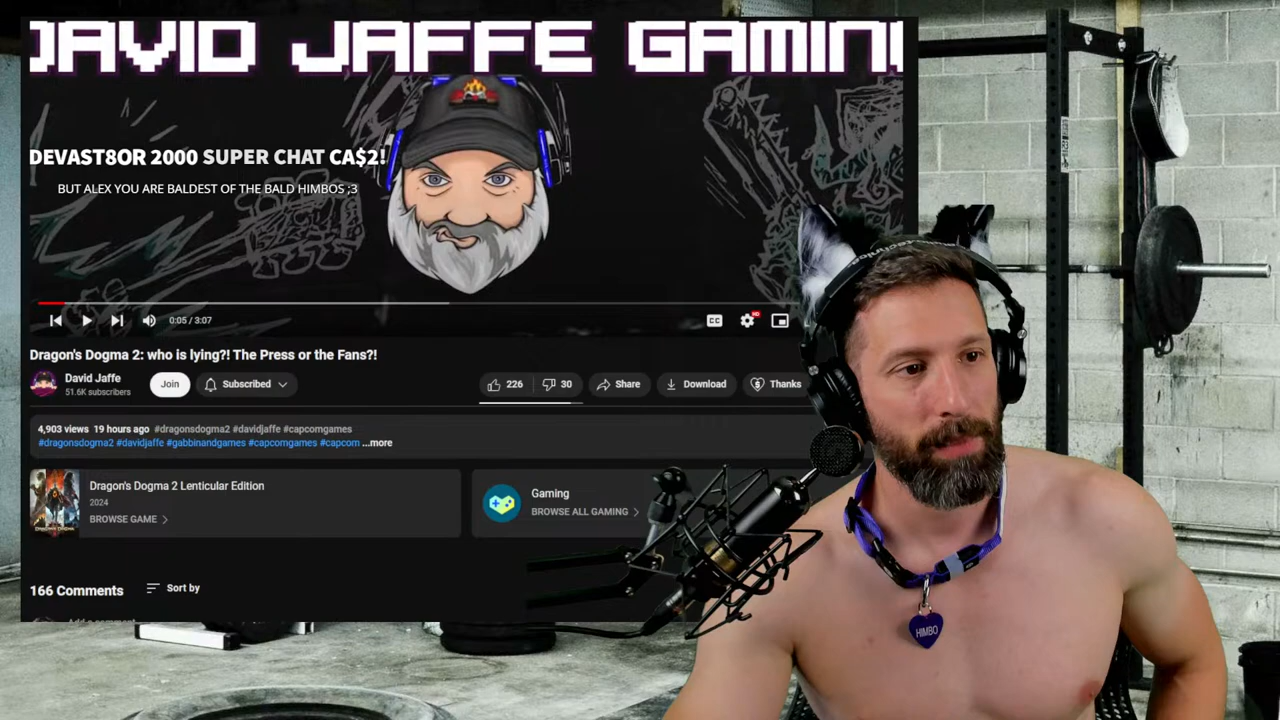 DAVID JAFFE GAMIN
DEVAST8OR 2000 SUPER CHAT CA$2!
BUT ALEX YOU ARE BALDEST OF THE BALD HIMBOS ;3
0:05 / 3:07
CC
HD
Dragon's Dogma 2: who is lying?! The Press or the Fans?!
David Jaffe
51.6K subscribers
Join
Subscribed
226
30
Share
Download
Thanks
4,903 views 19 hours ago #dragonsdogma2 #davidjaffe #capcomgames
#dragonsdogma2 #davidjaffe #gabbinandgames #capcomgames #capcom ...more
Dragon's Dogma 2 Lenticular Edition
2024
BROWSE GAME
Gaming
BROWSE ALL GAMING
166 Comments
Sort by
HIMBO